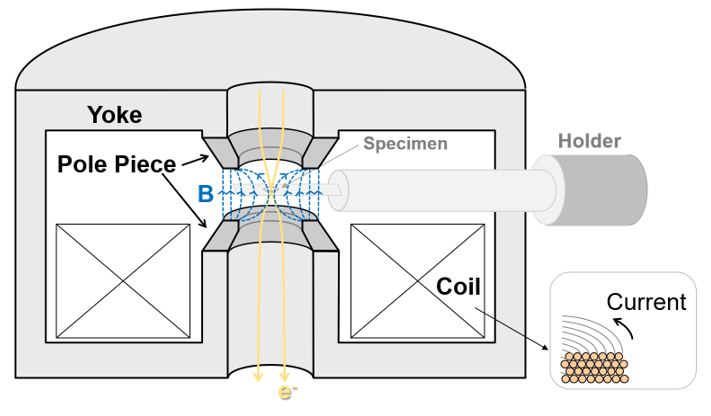 Yoke
Specimen
Holder
Pole Piece
B
Coil
Current
e-